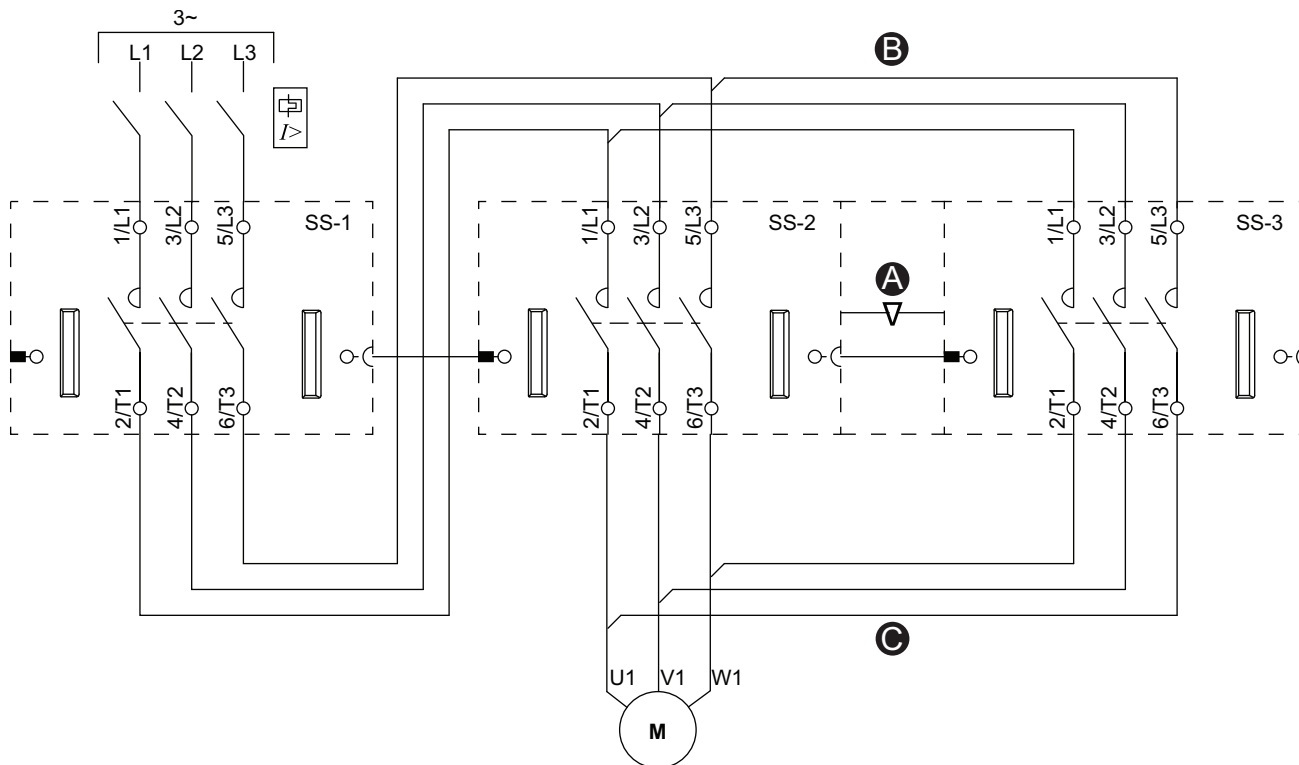 3~
L1 L2 L3
I>
B
1/L1 3/L2 5/L3 SS-1
1/L1 3/L2 5/L3 SS-2
1/L1 3/L2 5/L3 SS-3
A
2/T1 4/T2 6/T3
2/T1 4/T2 6/T3
2/T1 4/T2 6/T3
C
U1 V1 W1
M